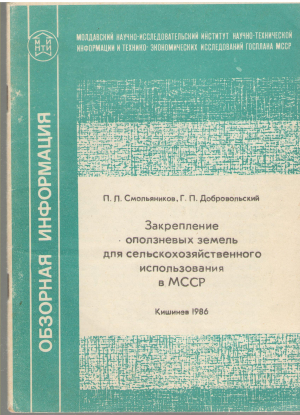 МОЛДАВСКИЙ НАУЧНО-ИССЛЕДОВАТЕЛЬСКИЙ ИНСТИТУТ НАУЧНО-ТЕХНИЧЕСКОЙ
ИНФОРМАЦИИ И ТЕХНИКО-ЭКОНОМИЧЕСКИХ ИССЛЕДОВАНИЙ ГОСПЛАНА МССР
ОБЗОРНАЯ ИНФОРМАЦИЯ
П. Л. Смольяников, Г. П. Добровольский
Закрепление
оползневых земель
для сельскохозяйственного
использования
в МССР
Кишинев 1986